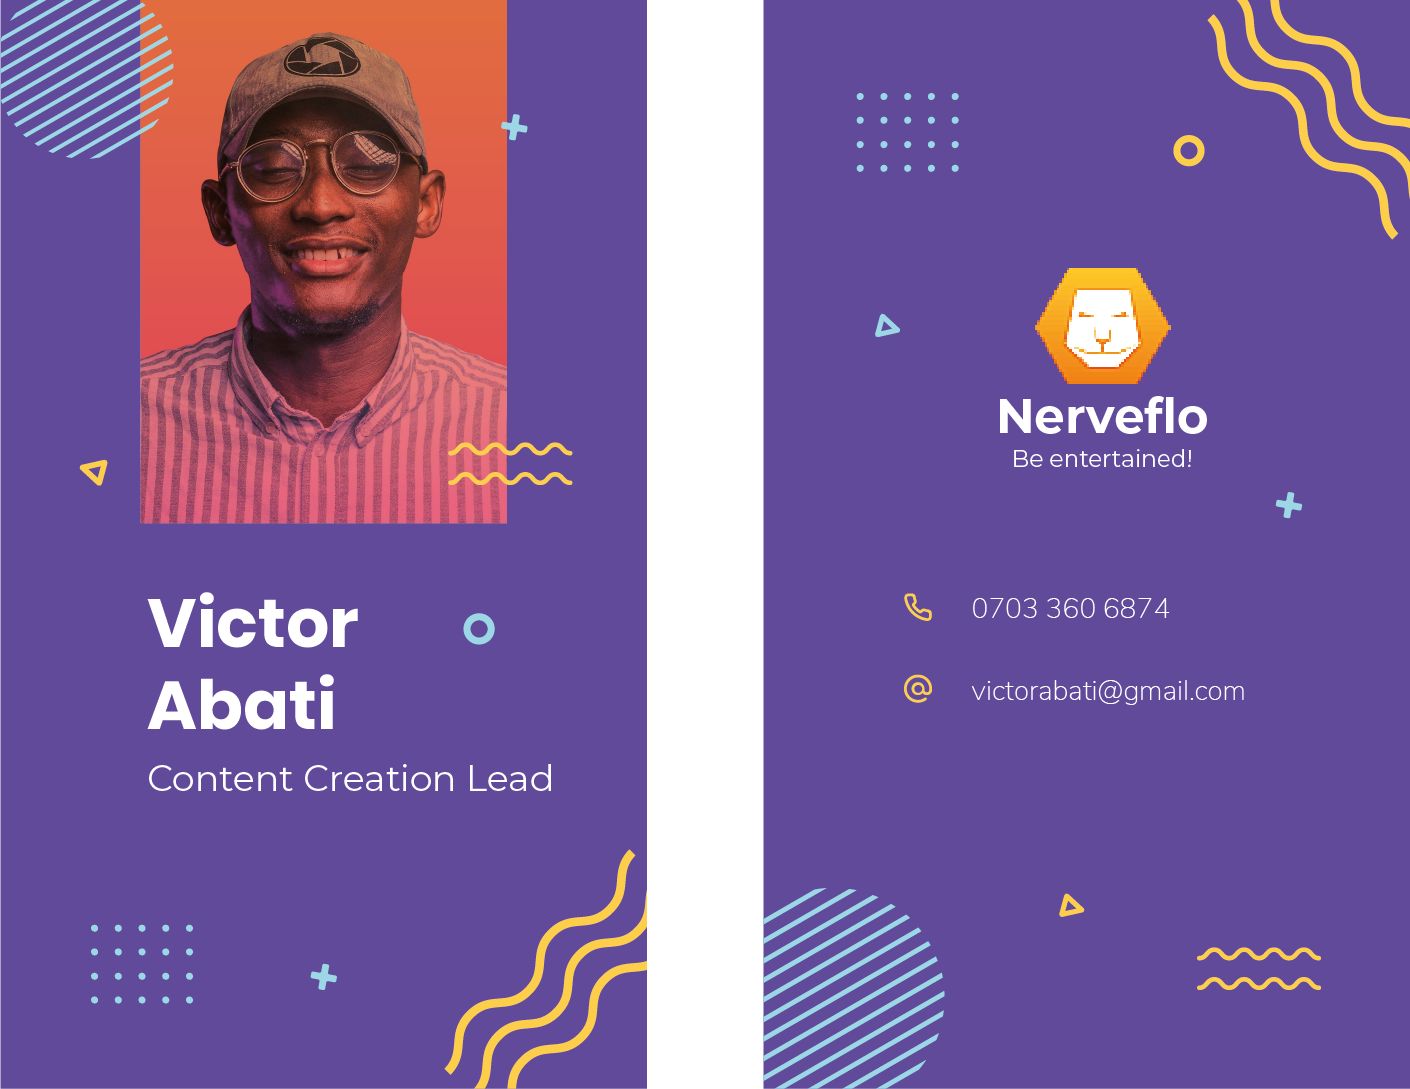 Victor
Abati
Content Creation Lead
Nerveflo
Be entertained!
0703 360 6874
victorabati@gmail.com